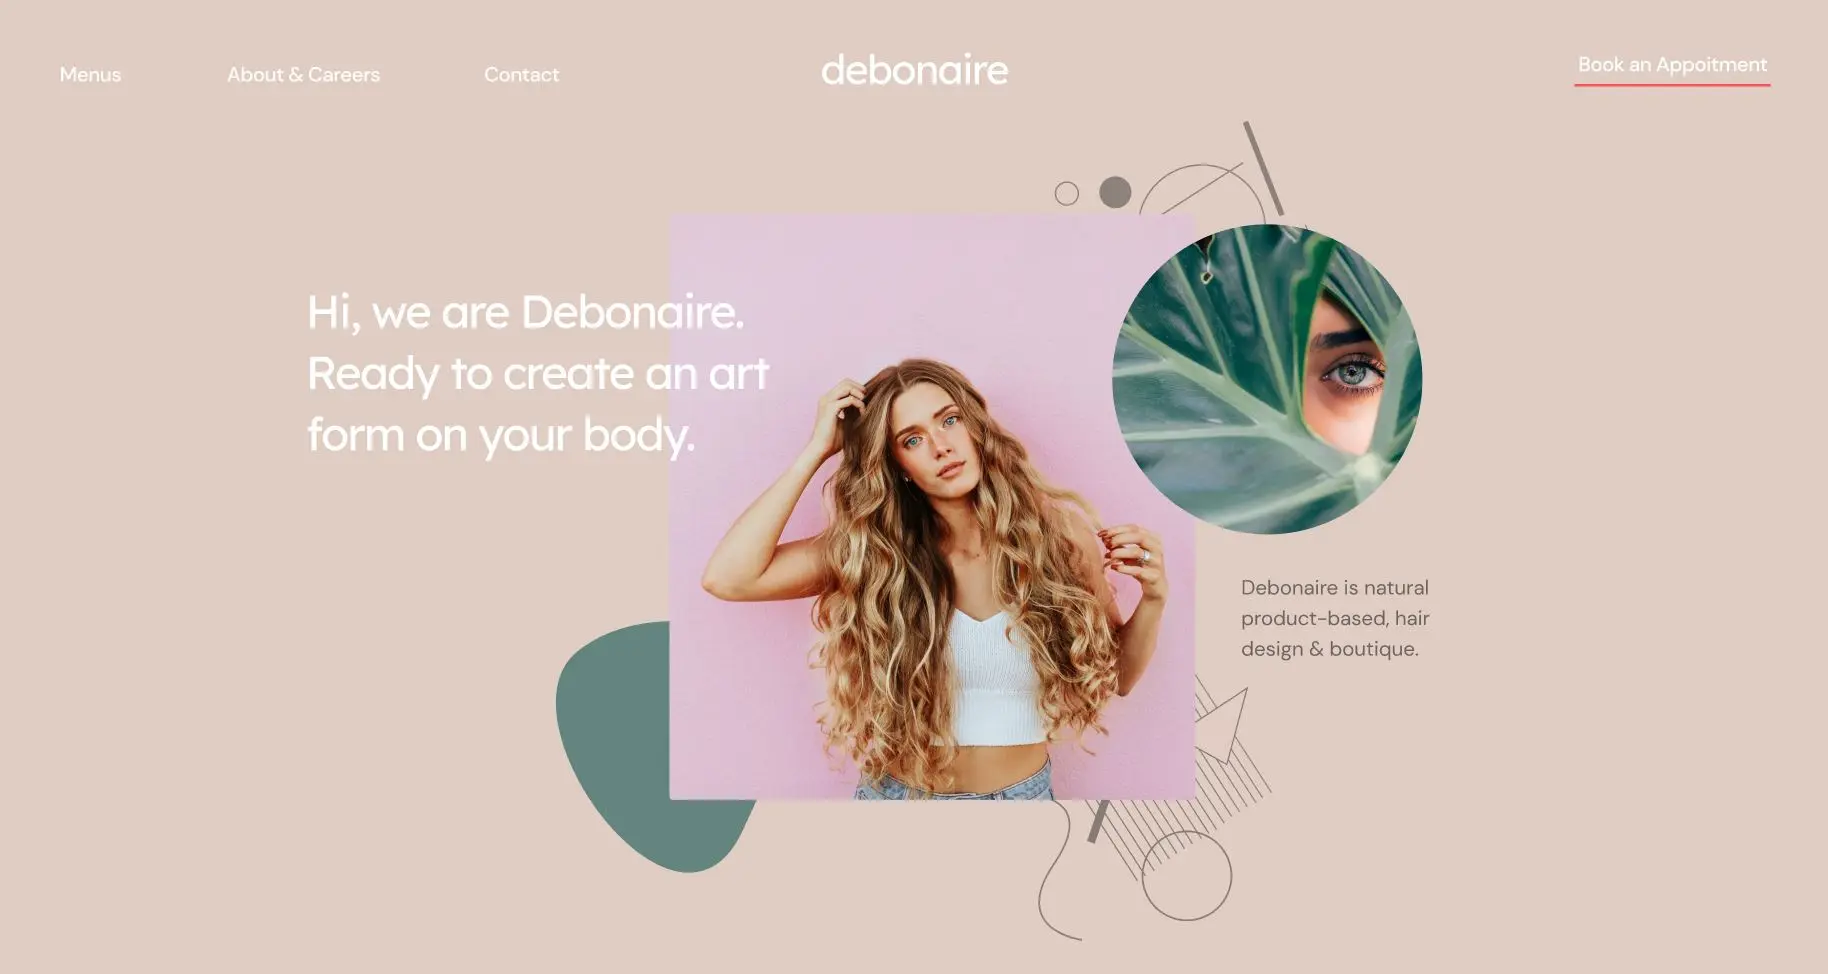 Menus
About & Careers
Contact
debonaire
Book an Appoitment
Hi, we are Debonaire.
Ready to create an art
form on your body.
Debonaire is natural
product-based, hair
design & boutique.